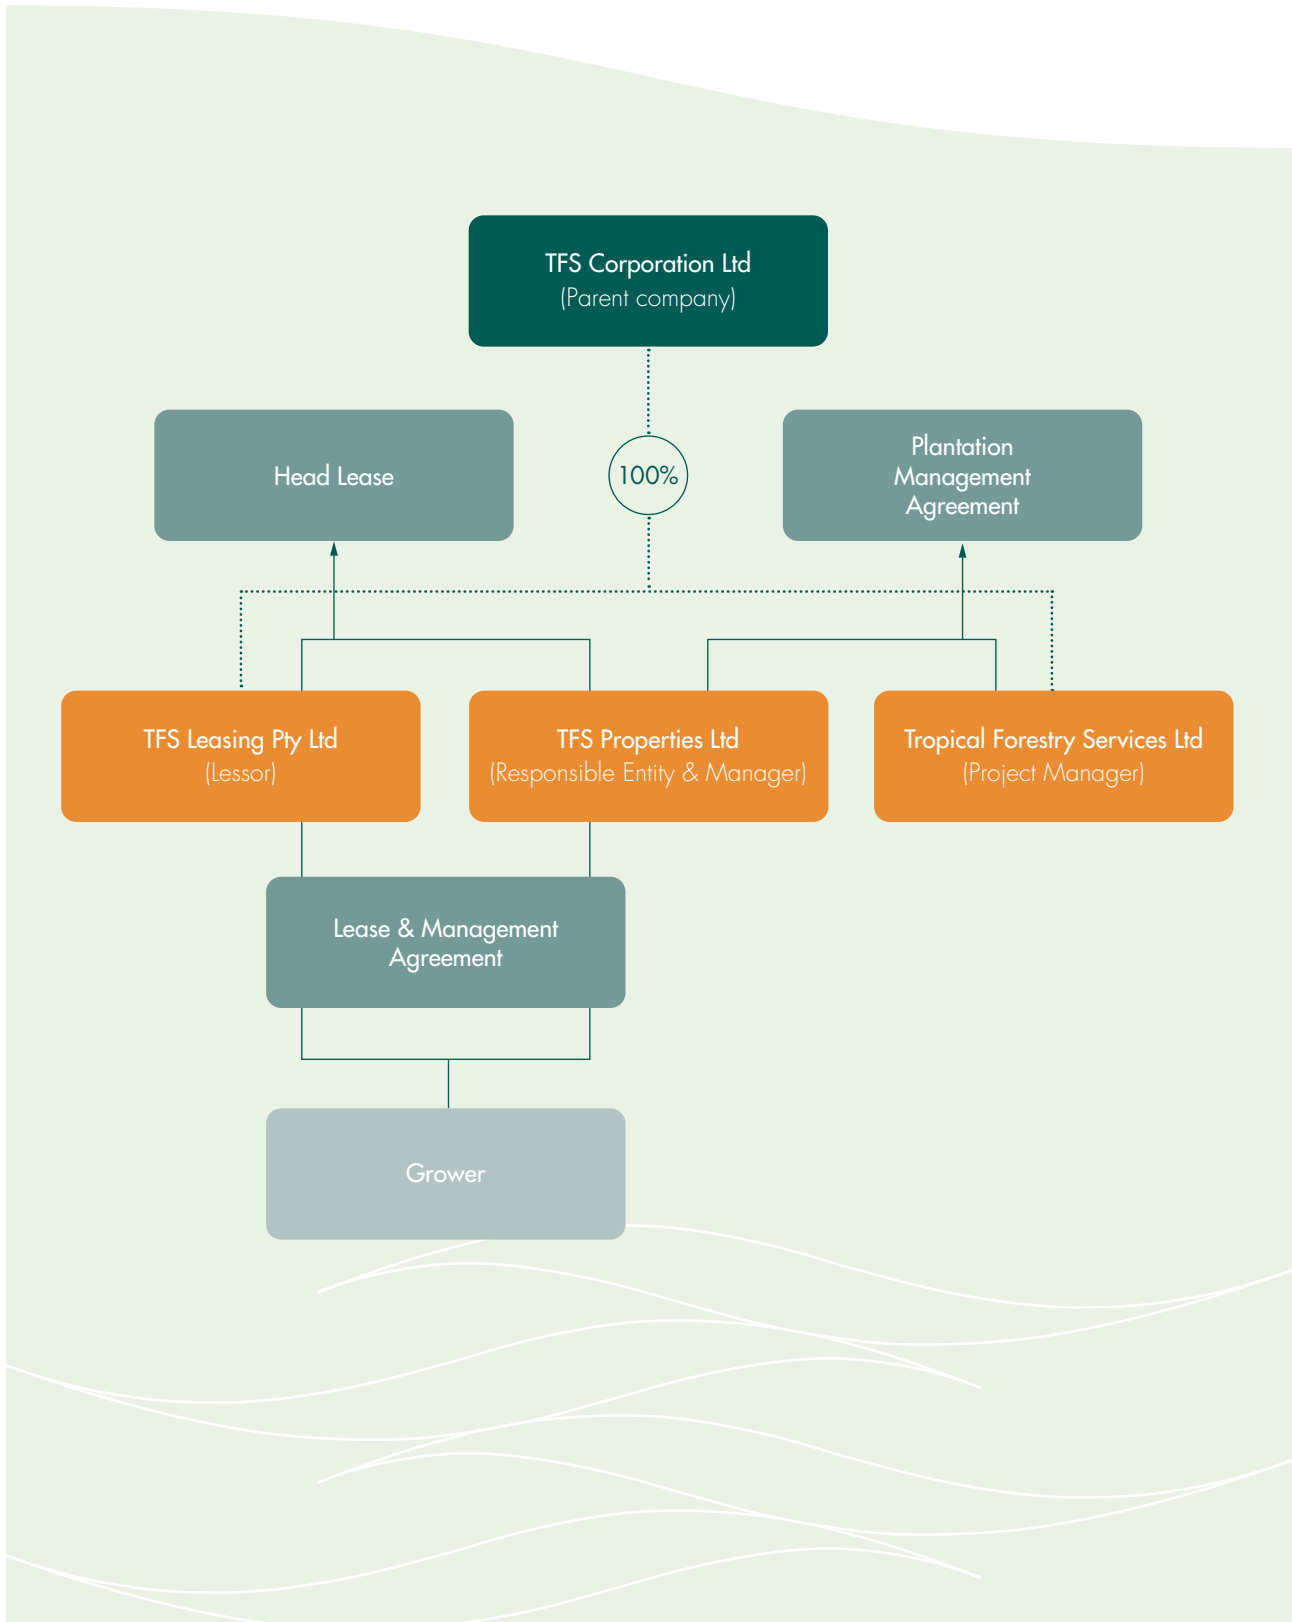 TFS Corporation Ltd
(Parent company)
Head Lease
100%
Plantation
Management
Agreement
TFS Leasing Pty Ltd
(Lessor)
TFS Properties Ltd
(Responsible Entity & Manager)
Tropical Forestry Services Ltd
(Project Manager)
Lease & Management
Agreement
Grower